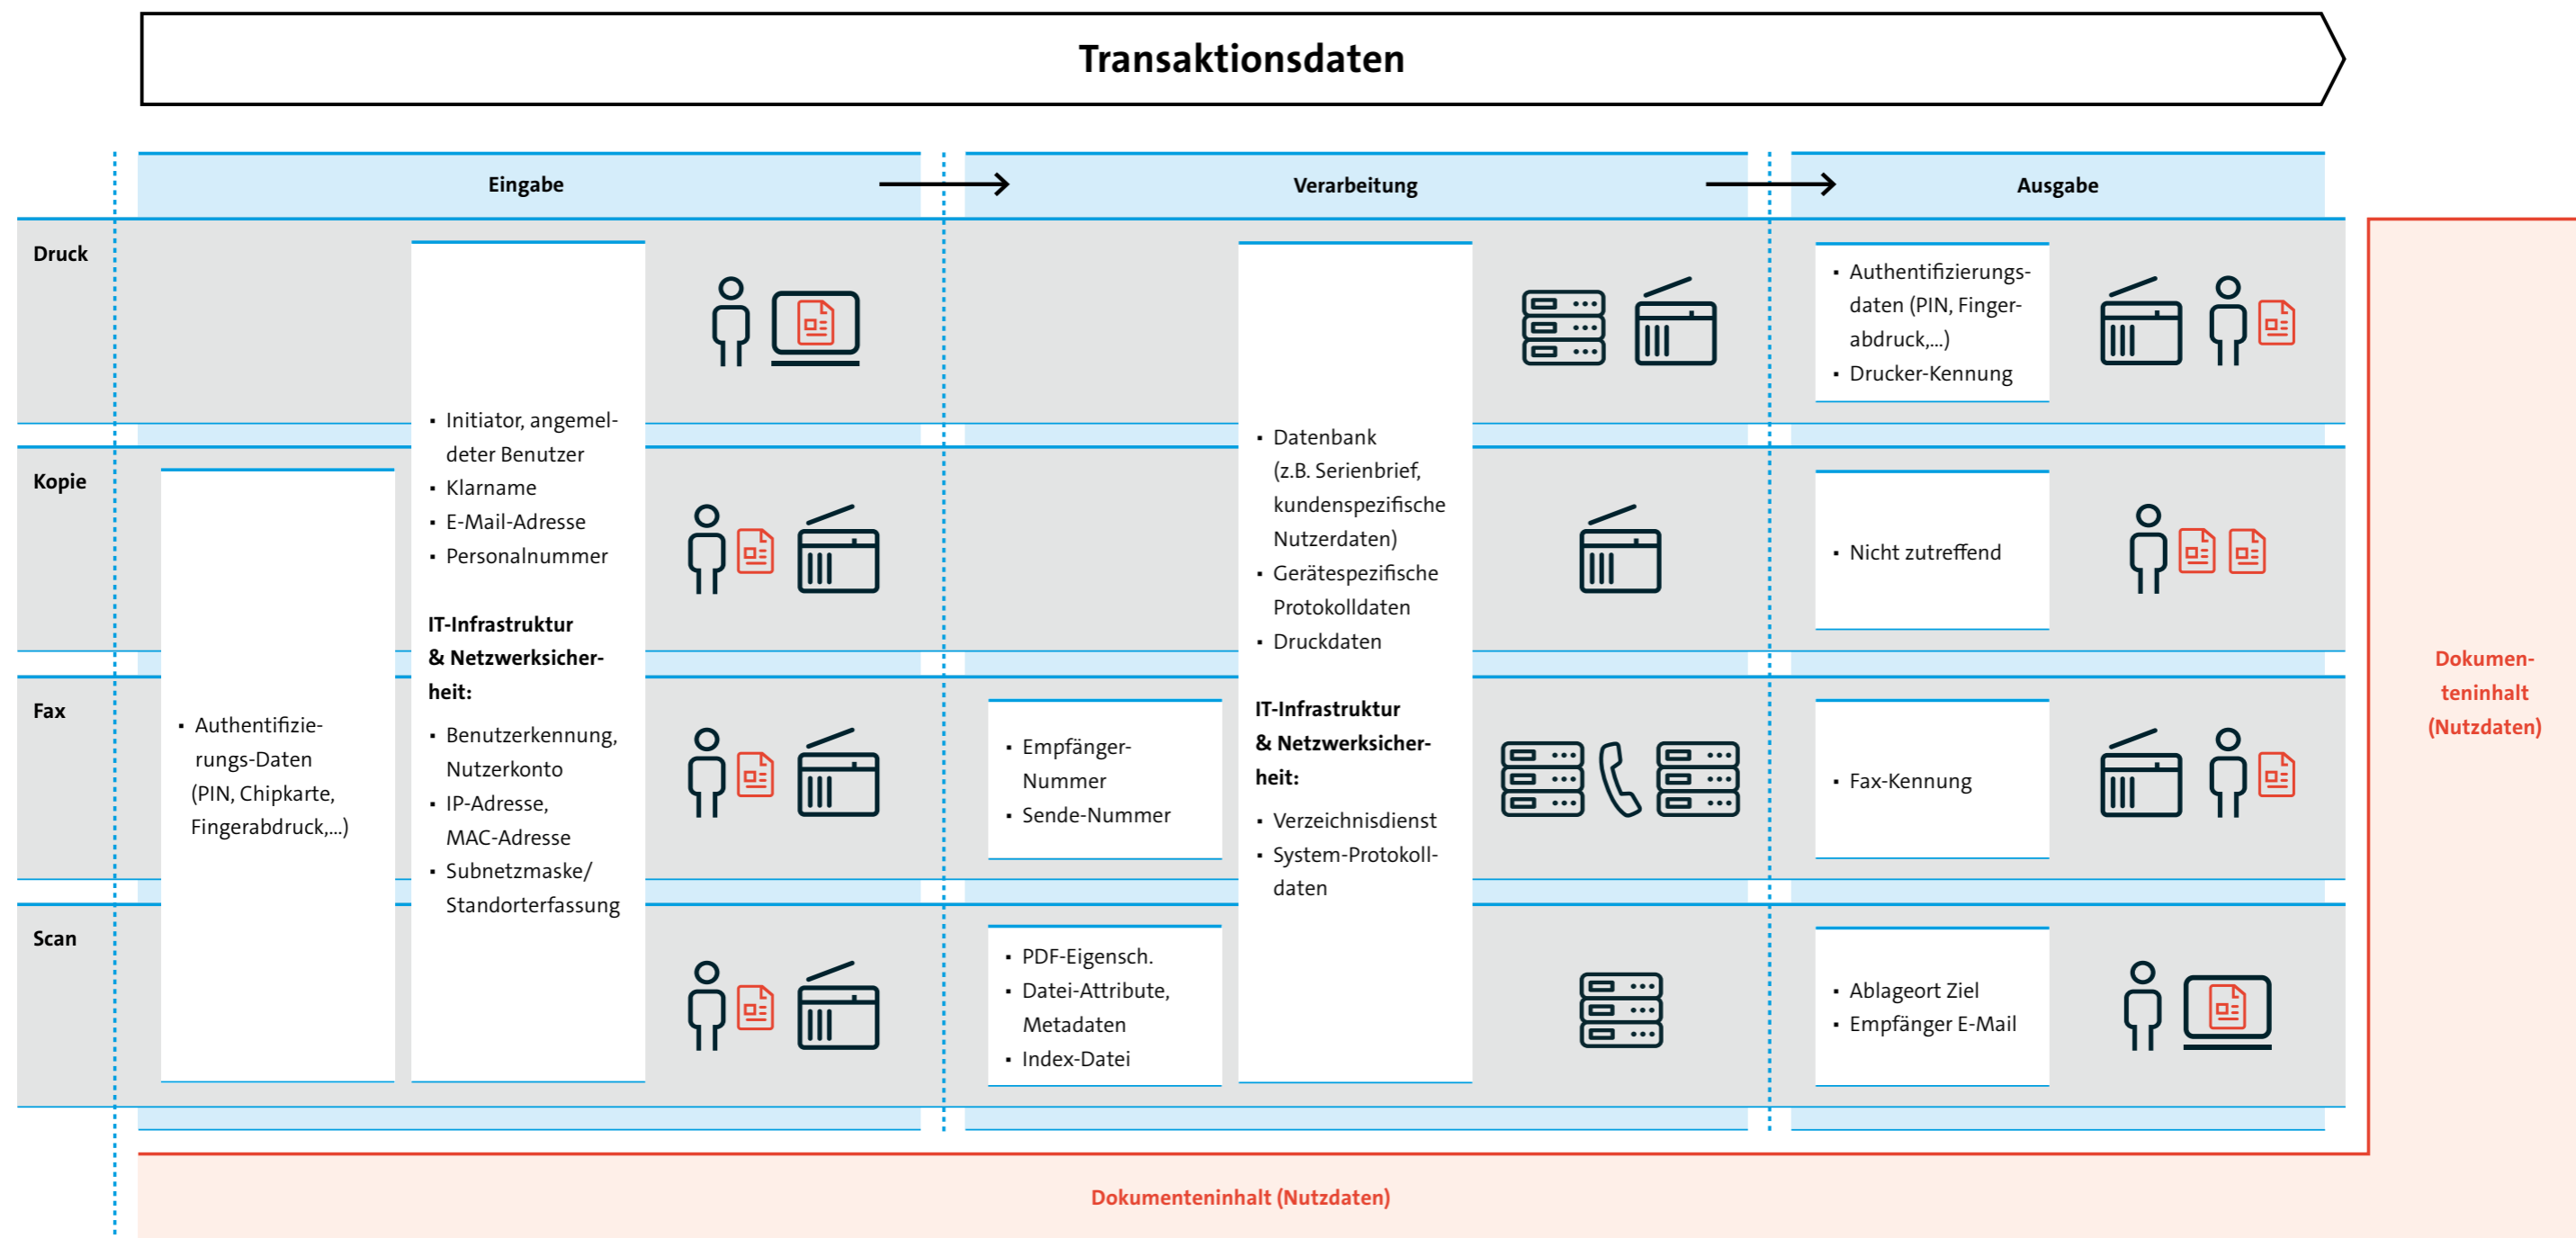 Transaktionsdaten
Eingabe
Verarbeitung
Ausgabe
Druck
Kopie
Fax
Scan
▪ Authentifizie-
rungs-Daten
(PIN, Chipkarte,
Fingerabdruck,...)
▪ Initiator, angemel-
deter Benutzer
▪ Klarname
▪ E-Mail-Adresse
▪ Personalnummer
IT-Infrastruktur
& Netzwerksicher-
heit:
▪ Benutzerkennung,
Nutzerkonto
▪ IP-Adresse,
MAC-Adresse
▪ Subnetzmaske/
Standorterfassung
▪ Empfänger-
Nummer
▪ Sende-Nummer
▪ PDF-Eigensch.
▪ Datei-Attribute,
Metadaten
▪ Index-Datei
▪ Datenbank
(z.B. Serienbrief,
kundenspezifische
Nutzerdaten)
▪ Gerätespezifische
Protokolldaten
▪ Druckdaten
IT-Infrastruktur
& Netzwerksicher-
heit:
▪ Verzeichnisdienst
▪ System-Protokoll-
daten
▪ Authentifizierungs-
daten (PIN, Finger-
abdruck,...)
▪ Drucker-Kennung
▪ Nicht zutreffend
▪ Fax-Kennung
▪ Ablageort Ziel
▪ Empfänger E-Mail
Dokumen-
teninhalt
(Nutzdaten)
Dokumenteninhalt (Nutzdaten)